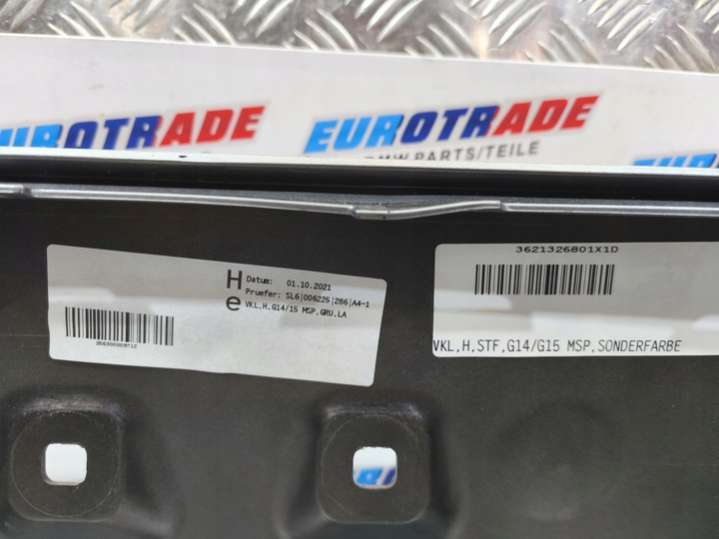 EUROTRADE
EUROTRADE
BMW PARTS/TEILE
H Datum: 01.10.2021
Pruefer: SL6|006225|286|A4-1
e VKL,H,G14/15 MSP,GRU,LA
3621326801X1D
VKL,H,STF,G14/G15 MSP,SONDERFARBE